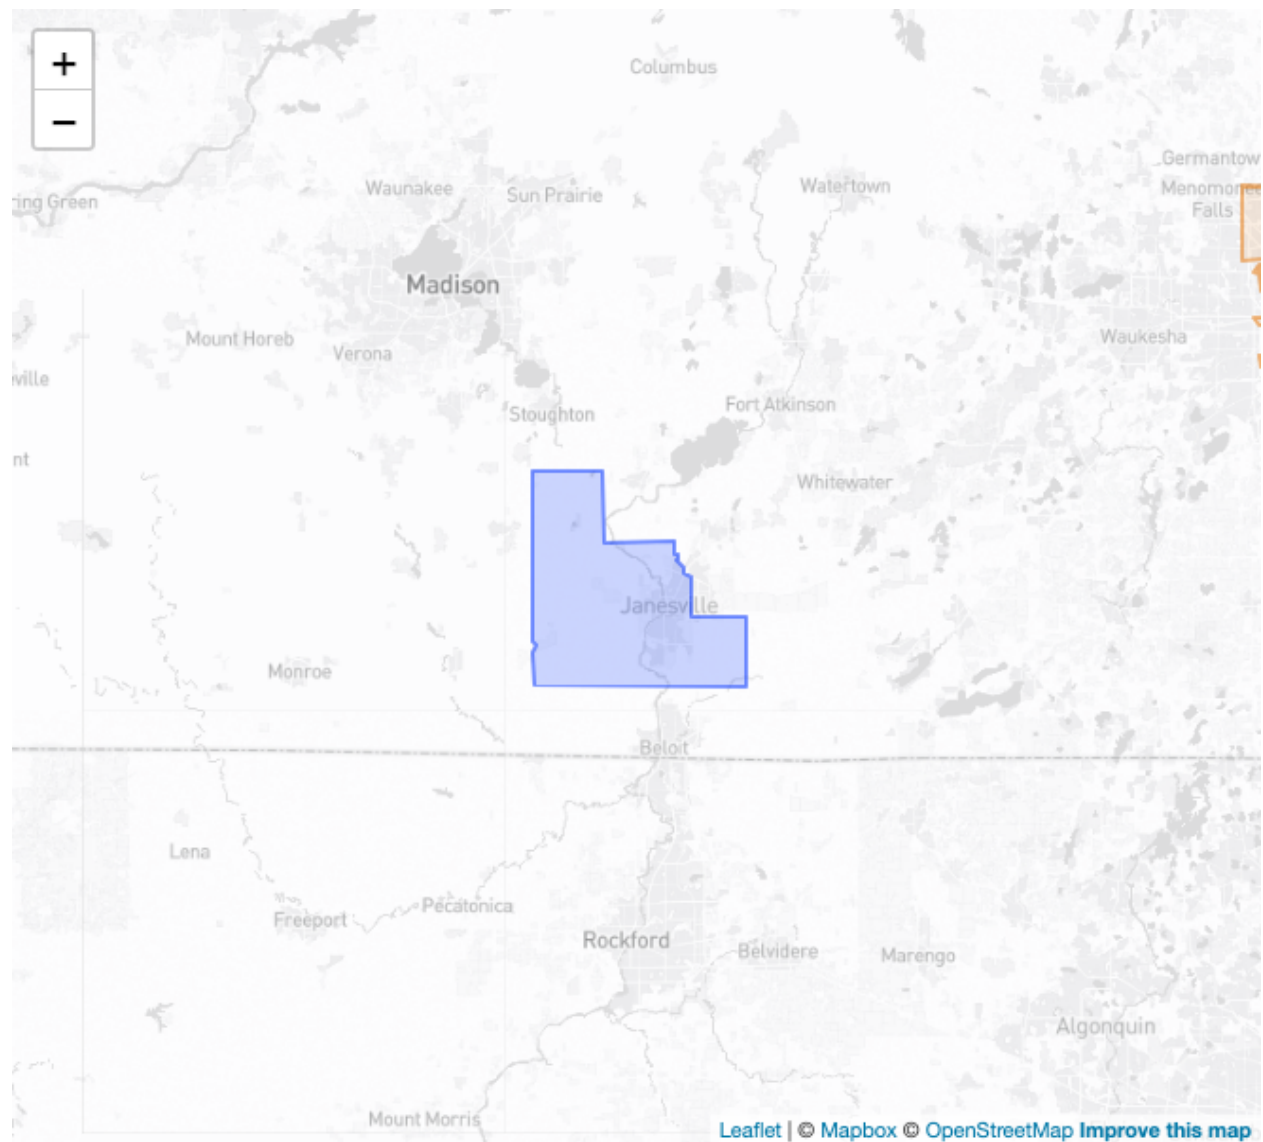 +
−
Columbus
Germantow
Waunakee
Sun Prairie
Watertown
Menomonee
Falls
ring Green
Madison
Mount Horeb
Verona
Waukesha
ville
Stoughton
Fort Atkinson
nt
Whitewater
Janesville
Monroe
Beloit
Lena
Freeport
Pecatonica
Rockford
Belvidere
Marengo
Algonquin
Mount Morris
Leaflet | © Mapbox © OpenStreetMap Improve this map